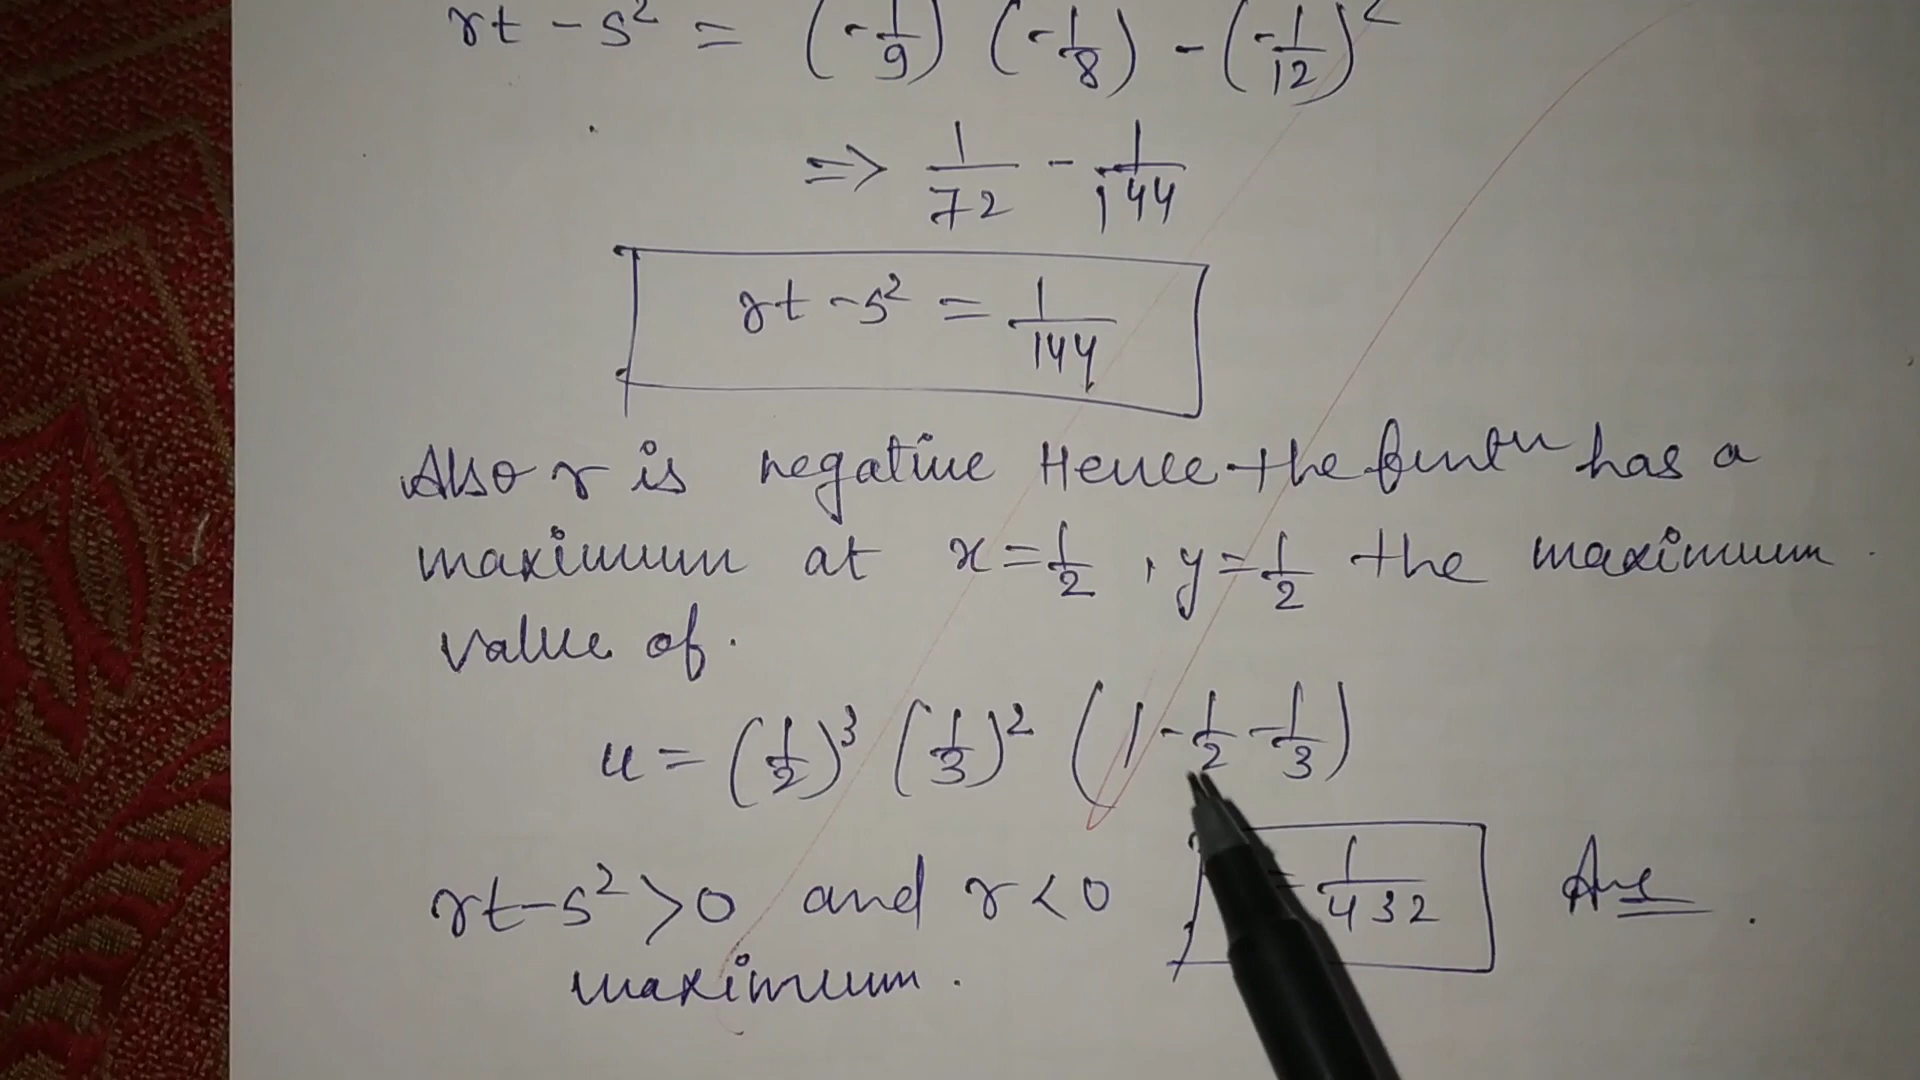 rt - s² = (-1/9) (-1/8) - (-1/12)²
=> 1/72 - 1/144
rt - s² = 1/144
Also r is negative Hence the functn has a
maximum at x = 1/2 , y = 1/2 the maximum
value of.
u = (1/2)³ (1/3)² (1 - 1/2 - 1/3)
rt - s² > 0 and r < 0 = 1/432 Ans.
maximum.